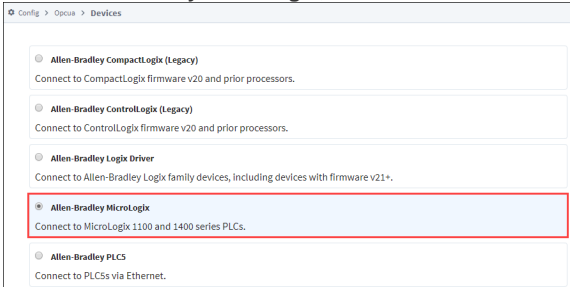 Config > Opcua > Devices
Allen-Bradley CompactLogix (Legacy)
Connect to CompactLogix firmware v20 and prior processors.
Allen-Bradley ControlLogix (Legacy)
Connect to ControlLogix firmware v20 and prior processors.
Allen-Bradley Logix Driver
Connect to Allen-Bradley Logix family devices, including devices with firmware v21+.
Allen-Bradley MicroLogix
Connect to MicroLogix 1100 and 1400 series PLCs.
Allen-Bradley PLC5
Connect to PLC5s via Ethernet.